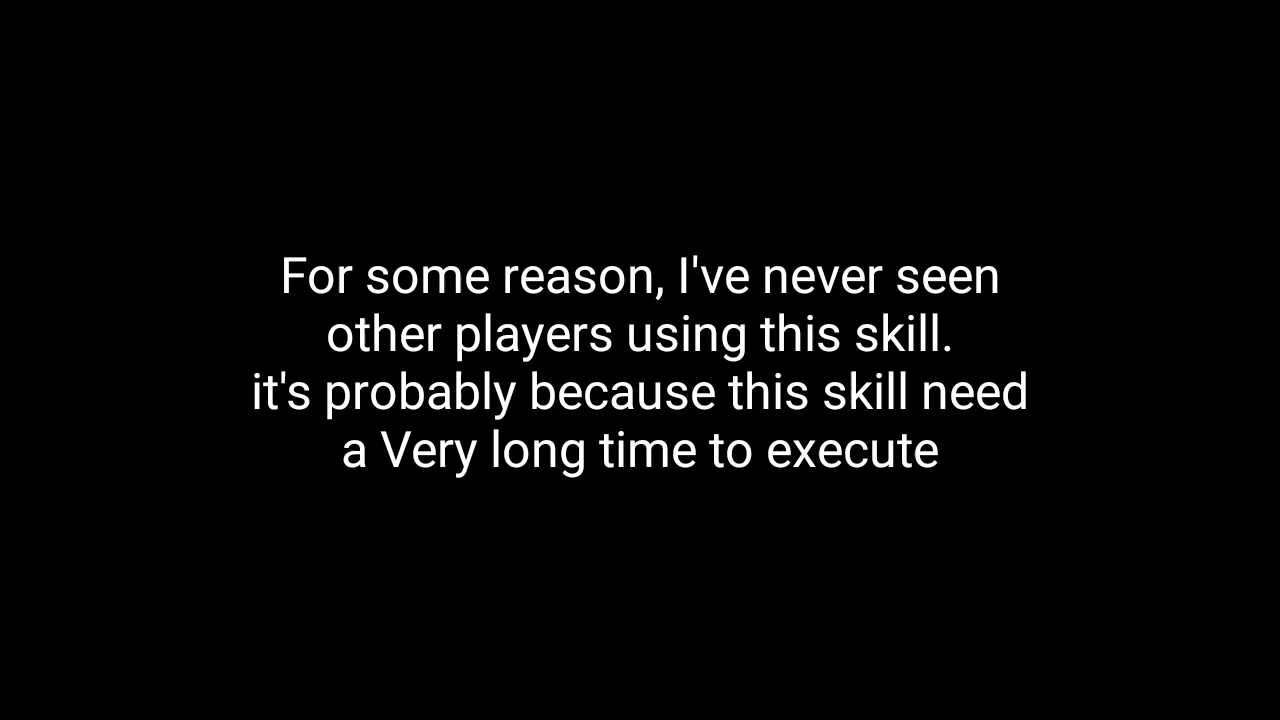 For some reason, I've never seen
other players using this skill.
it's probably because this skill need
a Very long time to execute